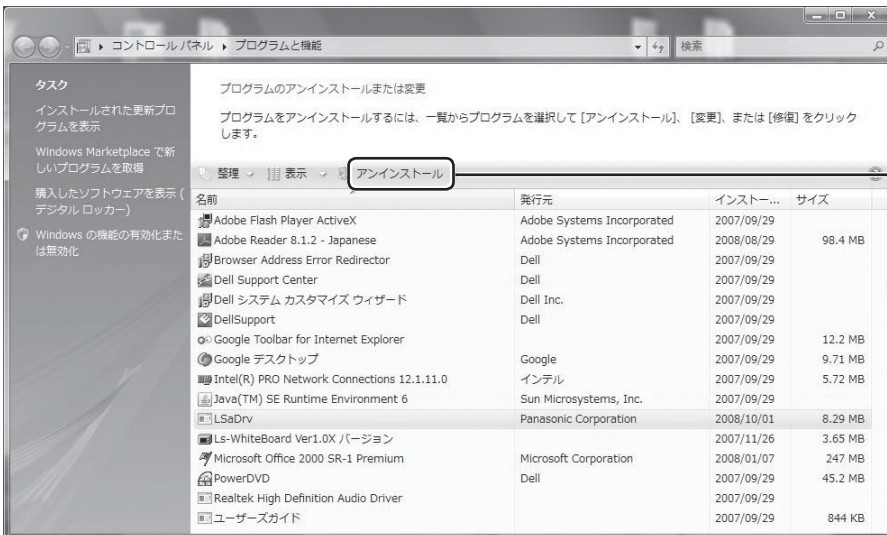 コントロール パネル ▸ プログラムと機能
検索
タスク
インストールされた更新プロ
グラムを表示
Windows Marketplace で新
しいプログラムを取得
購入したソフトウェアを表示 (
デジタル ロッカー)
Windows の機能の有効化また
は無効化
プログラムのアンインストールまたは変更
プログラムをアンインストールするには、一覧からプログラムを選択して [アンインストール]、 [変更]、または [修復] をクリック
します。
整理 表示 アンインストール
名前 発行元 インストー... サイズ
Adobe Flash Player ActiveX Adobe Systems Incorporated 2007/09/29
Adobe Reader 8.1.2 - Japanese Adobe Systems Incorporated 2008/08/29 98.4 MB
Browser Address Error Redirector Dell 2007/09/29
Dell Support Center Dell 2007/09/29
Dell システム カスタマイズ ウィザード Dell Inc. 2007/09/29
DellSupport Dell 2007/09/29
Google Toolbar for Internet Explorer 2007/09/29 12.2 MB
Google デスクトップ Google 2007/09/29 9.71 MB
Intel(R) PRO Network Connections 12.1.11.0 インテル 2007/09/29 5.72 MB
Java(TM) SE Runtime Environment 6 Sun Microsystems, Inc. 2007/09/29
LSaDrv Panasonic Corporation 2008/10/01 8.29 MB
Ls-WhiteBoard Ver1.0X バージョン 2007/11/26 3.65 MB
Microsoft Office 2000 SR-1 Premium Microsoft Corporation 2008/01/07 247 MB
PowerDVD Dell 2007/09/29 45.2 MB
Realtek High Definition Audio Driver 2007/09/29
ユーザーズガイド 2007/09/29 844 KB